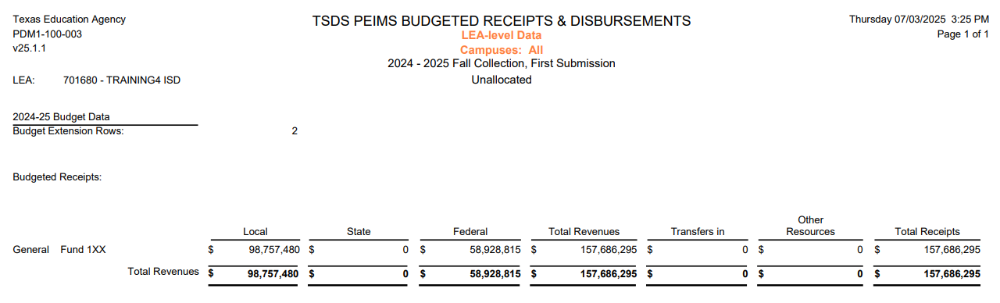 Texas Education Agency
PDM1-100-003
v25.1.1
TSDS PEIMS BUDGETED RECEIPTS & DISBURSEMENTS
LEA-level Data
Campuses: All
2024 - 2025 Fall Collection, First Submission
Unallocated
Thursday 07/03/2025 3:25 PM
Page 1 of 1
LEA: 701680 - TRAINING4 ISD
2024-25 Budget Data
Budget Extension Rows: 2
Budgeted Receipts:
Local State Federal Total Revenues Transfers in Other Resources Total Receipts
General Fund 1XX $ 98,757,480 $ 0 $ 58,928,815 $ 157,686,295 $ 0 $ 0 $ 157,686,295
Total Revenues $ 98,757,480 $ 0 $ 58,928,815 $ 157,686,295 $ 0 $ 0 $ 157,686,295